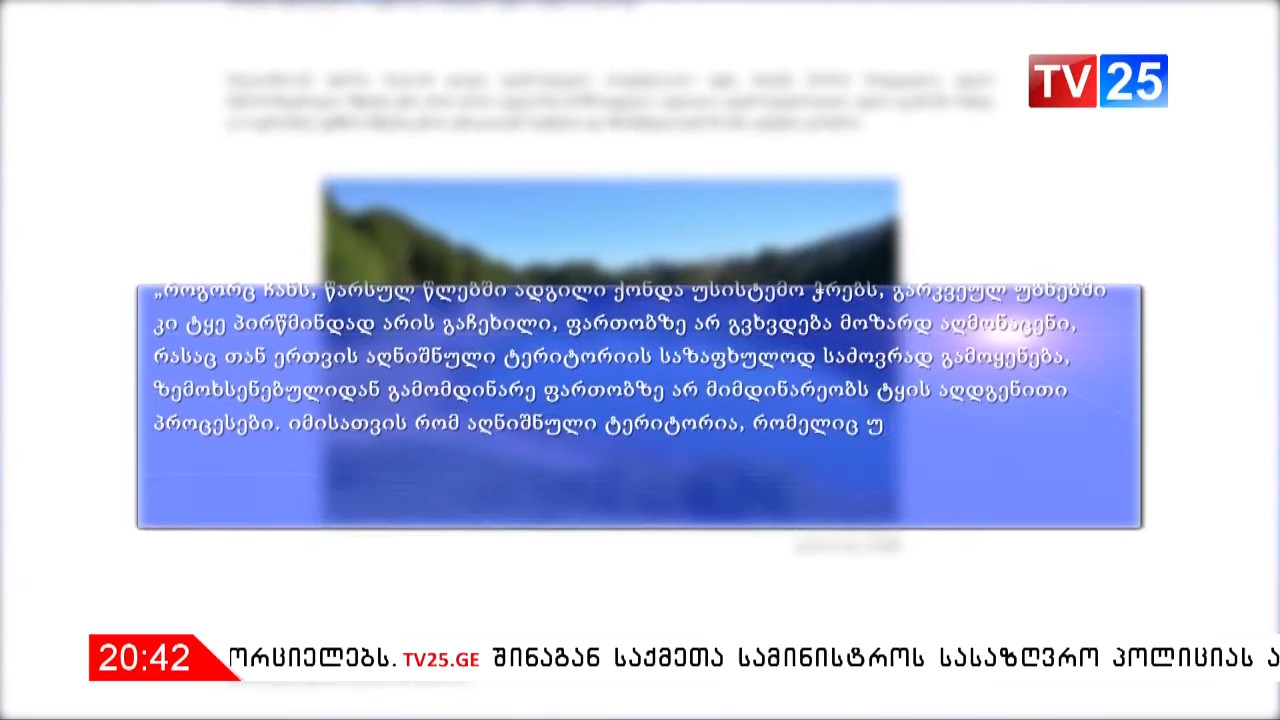 TV 25
„როგორც ჩანს, წარსულ წლებში ადგილი ქონდა უსისტემო ჭრებს, გარკვეულ უბნებში
კი ტყე პირწმინდად არის გაჩეხილი, ფართობზე არ გვხვდება მოზარდ აღმონაცენი,
რასაც თან ერთვის აღნიშნული ტერიტორიის საზაფხულოდ საძოვრად გამოყენება,
ზემოხსენებულიდან გამომდინარე ფართობზე არ მიმდინარეობს ტყის აღდგენითი
პროცესები. იმისათვის რომ აღნიშნული ტერიტორია, რომელიც უ
20:42 ორციელებს. TV25.GE შინაგან საქმეთა სამინისტროს სასაზღვრო პოლიციას ა